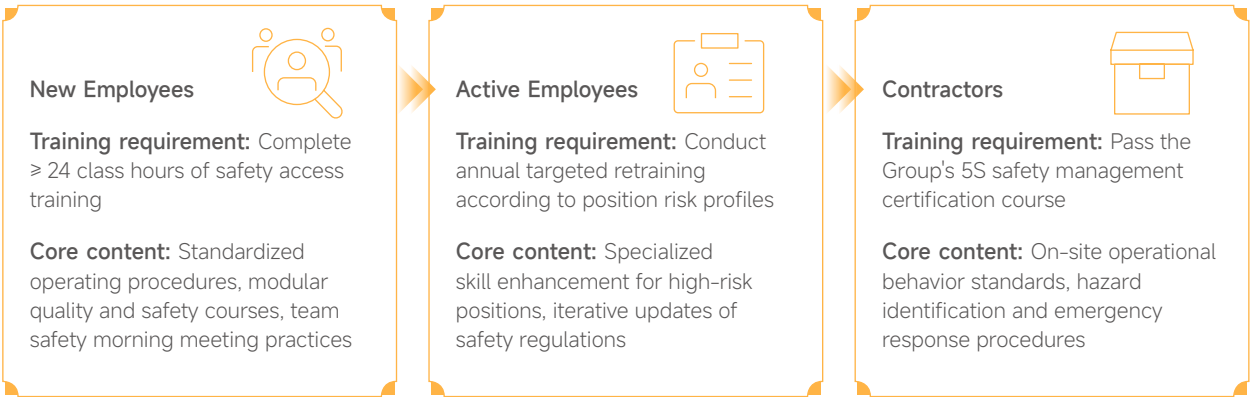 New Employees
Training requirement: Complete
≥ 24 class hours of safety access
training
Core content: Standardized
operating procedures, modular
quality and safety courses, team
safety morning meeting practices
Active Employees
Training requirement: Conduct
annual targeted retraining
according to position risk profiles
Core content: Specialized
skill enhancement for high-risk
positions, iterative updates of
safety regulations
Contractors
Training requirement: Pass the
Group's 5S safety management
certification course
Core content: On-site operational
behavior standards, hazard
identification and emergency
response procedures